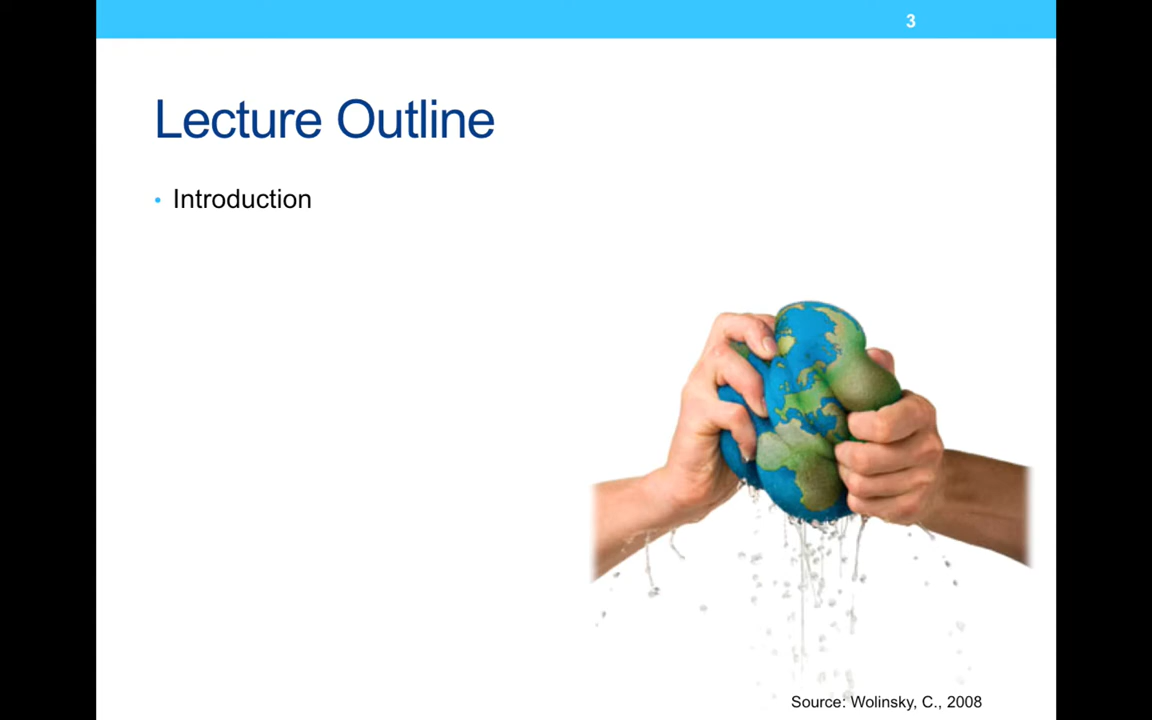 3
Lecture Outline
• Introduction
Source: Wolinsky, C., 2008